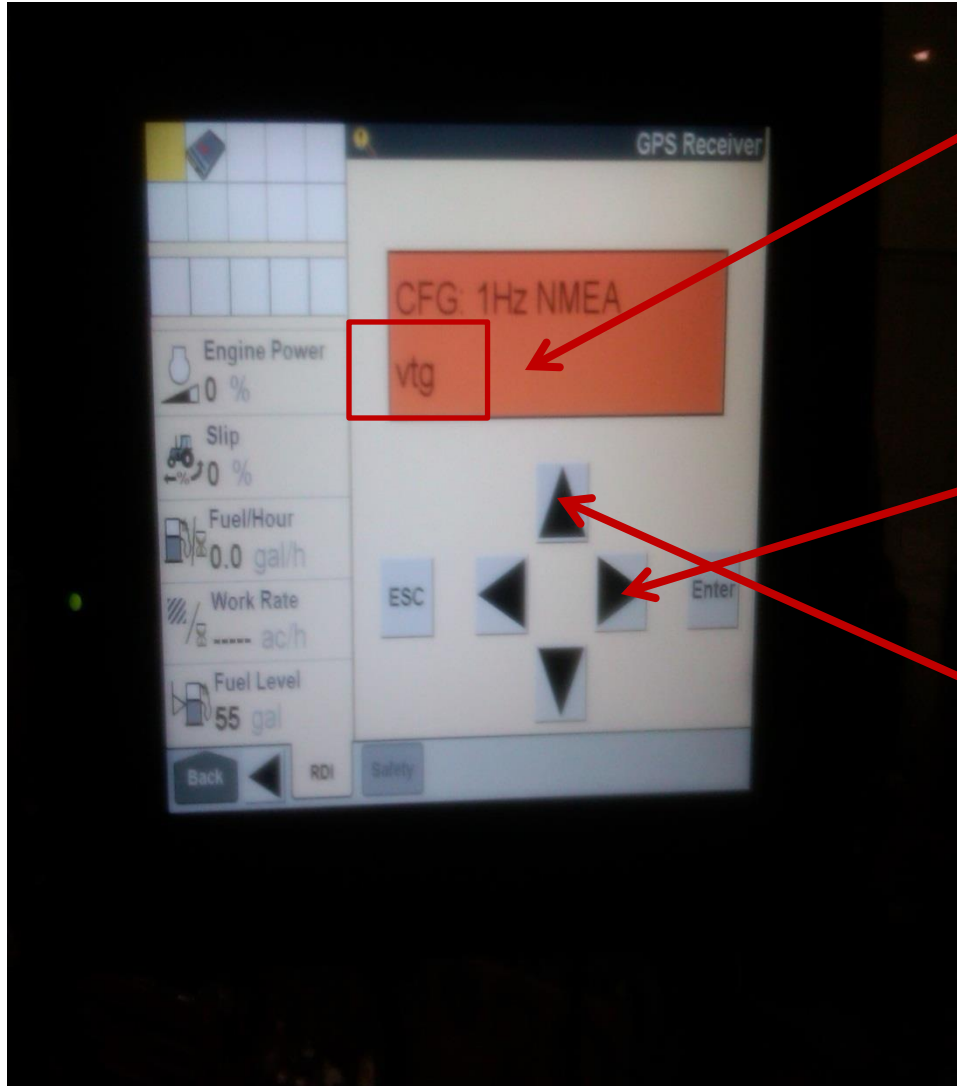 GPS Receiver
CFG: 1Hz NMEA
vtg
Engine Power
0 %
Slip
0 %
Fuel/Hour
0.0 gal/h
Work Rate
----- ac/h
Fuel Level
55 gal
ESC
Enter
Back
RDI
Safety